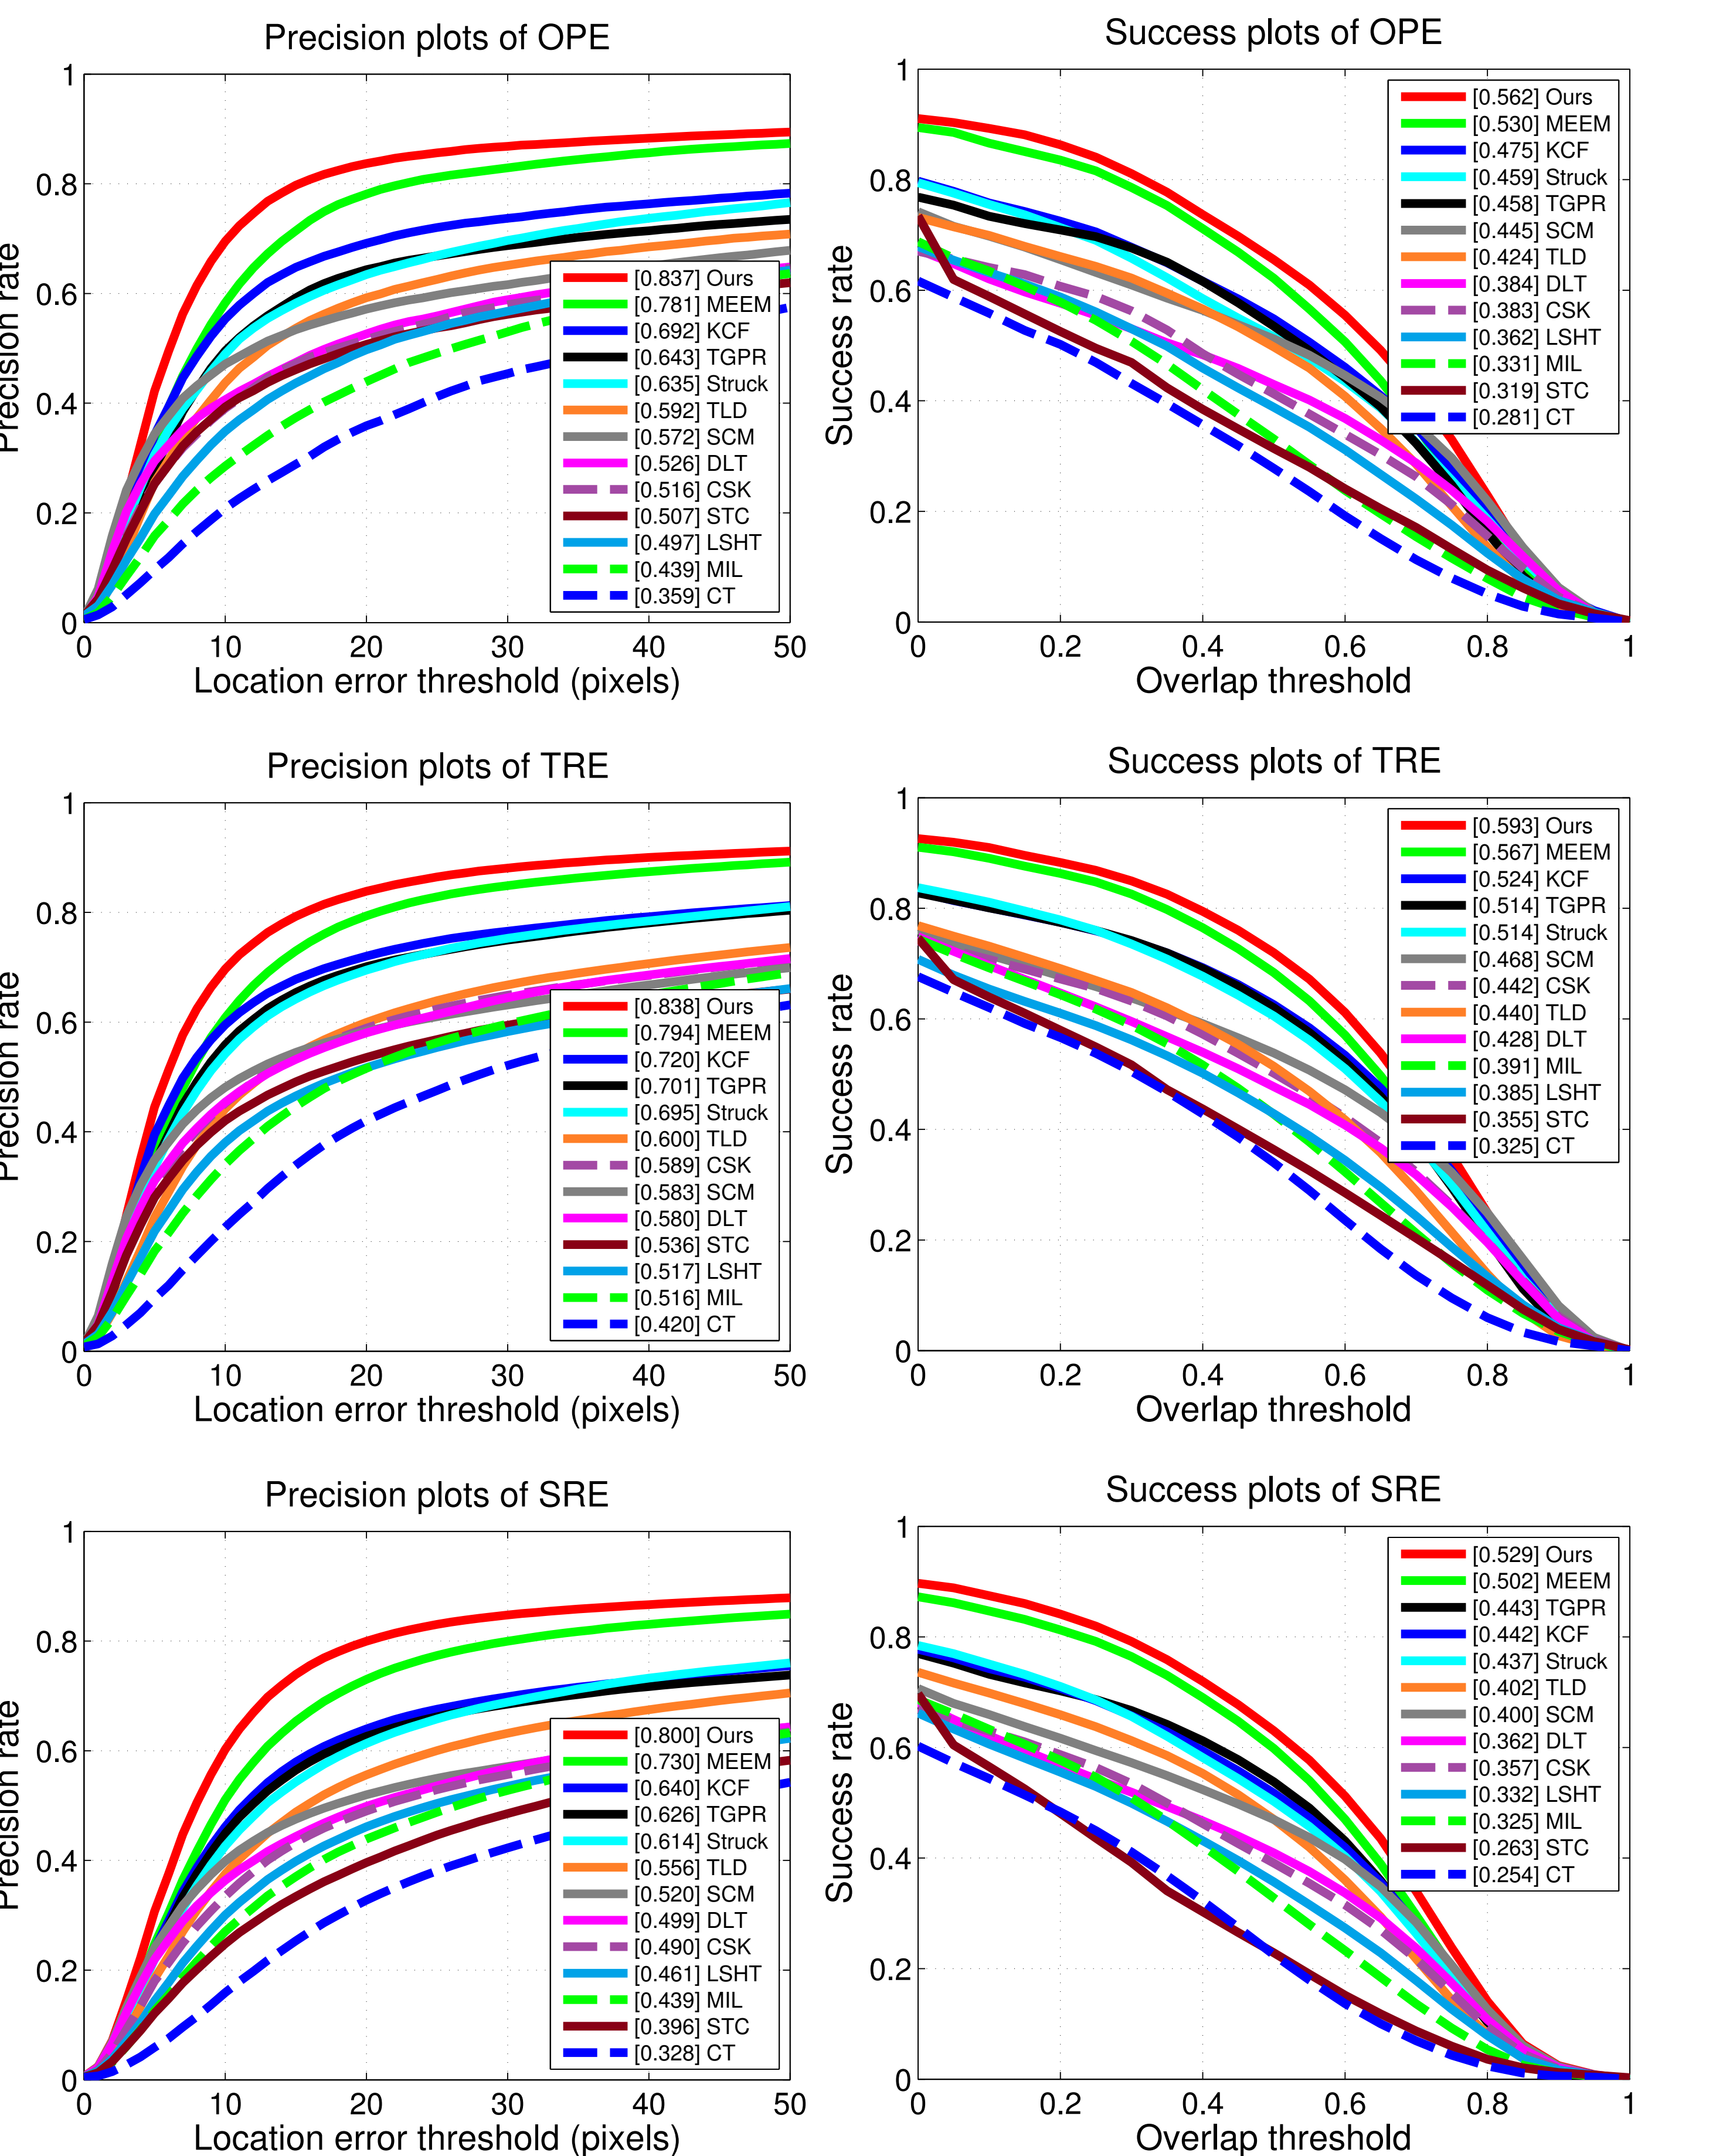 Precision plots of OPE
Precision rate
1
0.8
0.6
0.4
0.2
0
0 10 20 30 40 50
Location error threshold (pixels)
[0.837] Ours
[0.781] MEEM
[0.692] KCF
[0.643] TGPR
[0.635] Struck
[0.592] TLD
[0.572] SCM
[0.526] DLT
[0.516] CSK
[0.507] STC
[0.497] LSHT
[0.439] MIL
[0.359] CT
Success plots of OPE
Success rate
1
0.8
0.6
0.4
0.2
0
0 0.2 0.4 0.6 0.8 1
Overlap threshold
[0.562] Ours
[0.530] MEEM
[0.475] KCF
[0.459] Struck
[0.458] TGPR
[0.445] SCM
[0.424] TLD
[0.384] DLT
[0.383] CSK
[0.362] LSHT
[0.331] MIL
[0.319] STC
[0.281] CT
Precision plots of TRE
Precision rate
1
0.8
0.6
0.4
0.2
0
0 10 20 30 40 50
Location error threshold (pixels)
[0.838] Ours
[0.794] MEEM
[0.720] KCF
[0.701] TGPR
[0.695] Struck
[0.600] TLD
[0.589] CSK
[0.583] SCM
[0.580] DLT
[0.536] STC
[0.517] LSHT
[0.516] MIL
[0.420] CT
Success plots of TRE
Success rate
1
0.8
0.6
0.4
0.2
0
0 0.2 0.4 0.6 0.8 1
Overlap threshold
[0.593] Ours
[0.567] MEEM
[0.524] KCF
[0.514] TGPR
[0.514] Struck
[0.468] SCM
[0.442] CSK
[0.440] TLD
[0.428] DLT
[0.391] MIL
[0.385] LSHT
[0.355] STC
[0.325] CT
Precision plots of SRE
Precision rate
1
0.8
0.6
0.4
0.2
0
0 10 20 30 40 50
Location error threshold (pixels)
[0.800] Ours
[0.730] MEEM
[0.640] KCF
[0.626] TGPR
[0.614] Struck
[0.556] TLD
[0.520] SCM
[0.499] DLT
[0.490] CSK
[0.461] LSHT
[0.439] MIL
[0.396] STC
[0.328] CT
Success plots of SRE
Success rate
1
0.8
0.6
0.4
0.2
0
0 0.2 0.4 0.6 0.8 1
Overlap threshold
[0.529] Ours
[0.502] MEEM
[0.443] TGPR
[0.442] KCF
[0.437] Struck
[0.402] TLD
[0.400] SCM
[0.362] DLT
[0.357] CSK
[0.332] LSHT
[0.325] MIL
[0.263] STC
[0.254] CT